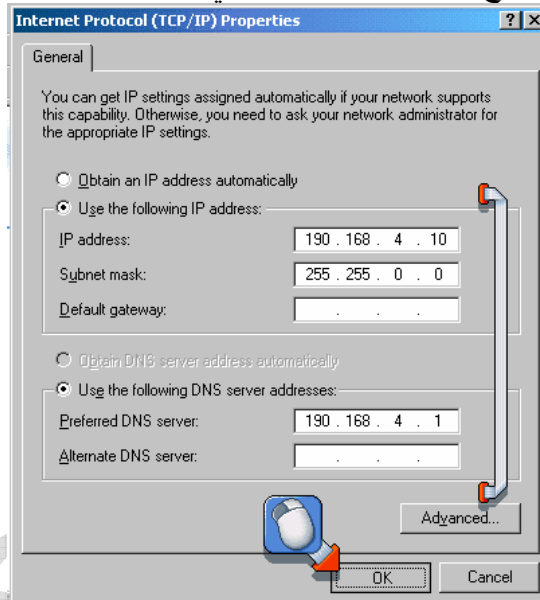 Internet Protocol (TCP/IP) Properties
General
You can get IP settings assigned automatically if your network supports
this capability. Otherwise, you need to ask your network administrator for
the appropriate IP settings.
Obtain an IP address automatically
Use the following IP address:
IP address: 190 . 168 . 4 . 10
Subnet mask: 255 . 255 . 0 . 0
Default gateway: . . .
Obtain DNS server address automatically
Use the following DNS server addresses:
Preferred DNS server: 190 . 168 . 4 . 1
Alternate DNS server: . . .
Advanced...
OK Cancel